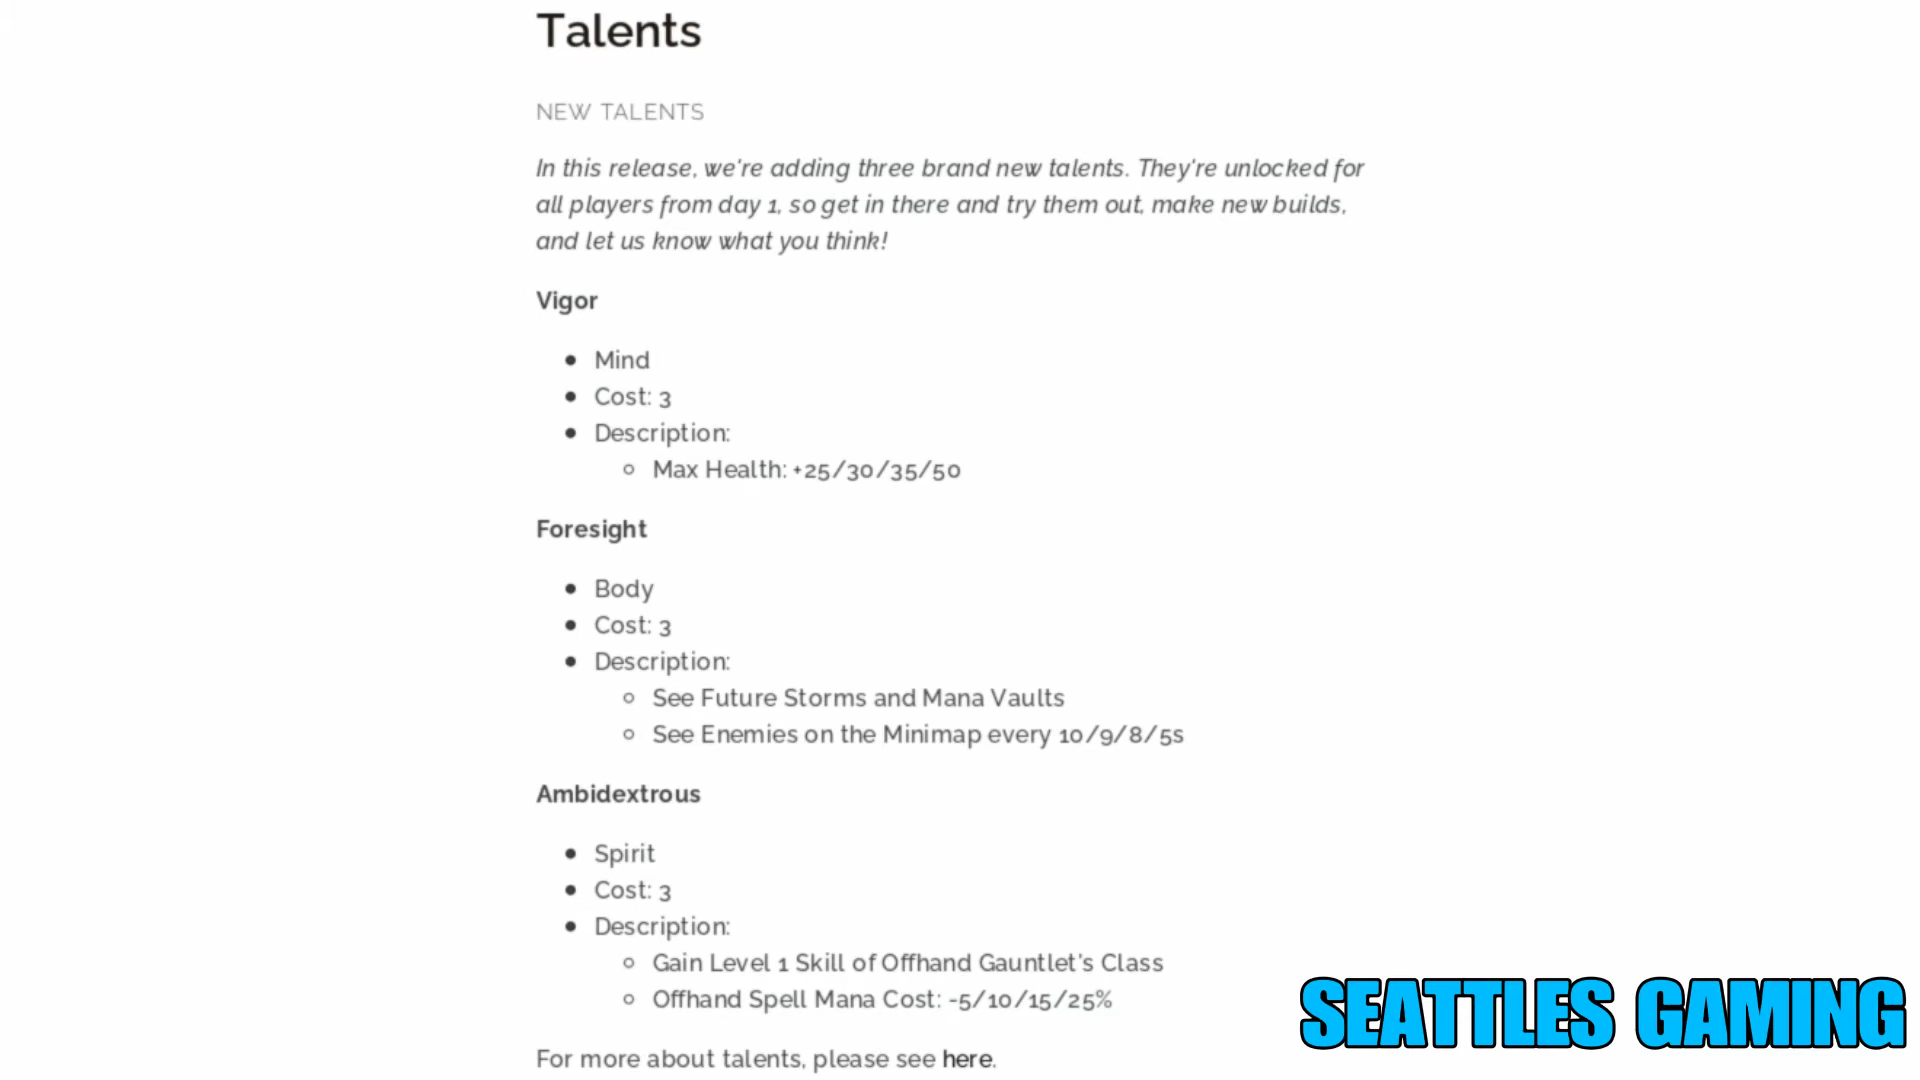 Talents
NEW TALENTS
In this release, we're adding three brand new talents. They're unlocked for
all players from day 1, so get in there and try them out, make new builds,
and let us know what you think!
Vigor
• Mind
• Cost: 3
• Description:
◦ Max Health: +25/30/35/50
Foresight
• Body
• Cost: 3
• Description:
◦ See Future Storms and Mana Vaults
◦ See Enemies on the Minimap every 10/9/8/5s
Ambidextrous
• Spirit
• Cost: 3
• Description:
◦ Gain Level 1 Skill of Offhand Gauntlet's Class
◦ Offhand Spell Mana Cost: -5/10/15/25%
For more about talents, please see here.
SEATTLES GAMING